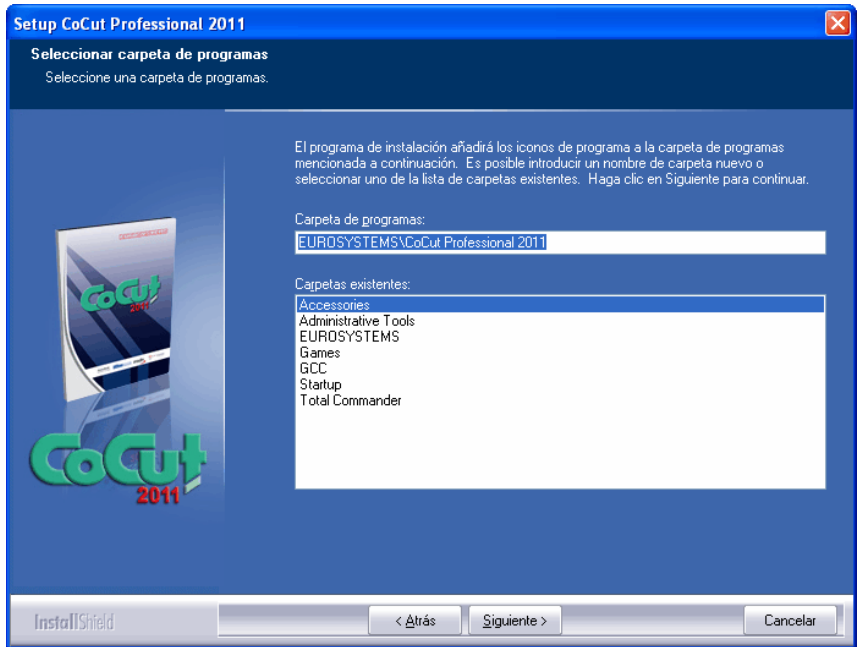 Setup CoCut Professional 2011
Seleccionar carpeta de programas
Seleccione una carpeta de programas.
El programa de instalación añadirá los iconos de programa a la carpeta de programas
mencionada a continuación. Es posible introducir un nombre de carpeta nuevo o
seleccionar uno de la lista de carpetas existentes. Haga clic en Siguiente para continuar.
Carpeta de programas:
EUROSYSTEMS\CoCut Professional 2011
Carpetas existentes:
Accessories
Administrative Tools
EUROSYSTEMS
Games
GCC
Startup
Total Commander
CoCut
2011
CoCut
2011
InstallShield
< Atrás
Siguiente >
Cancelar